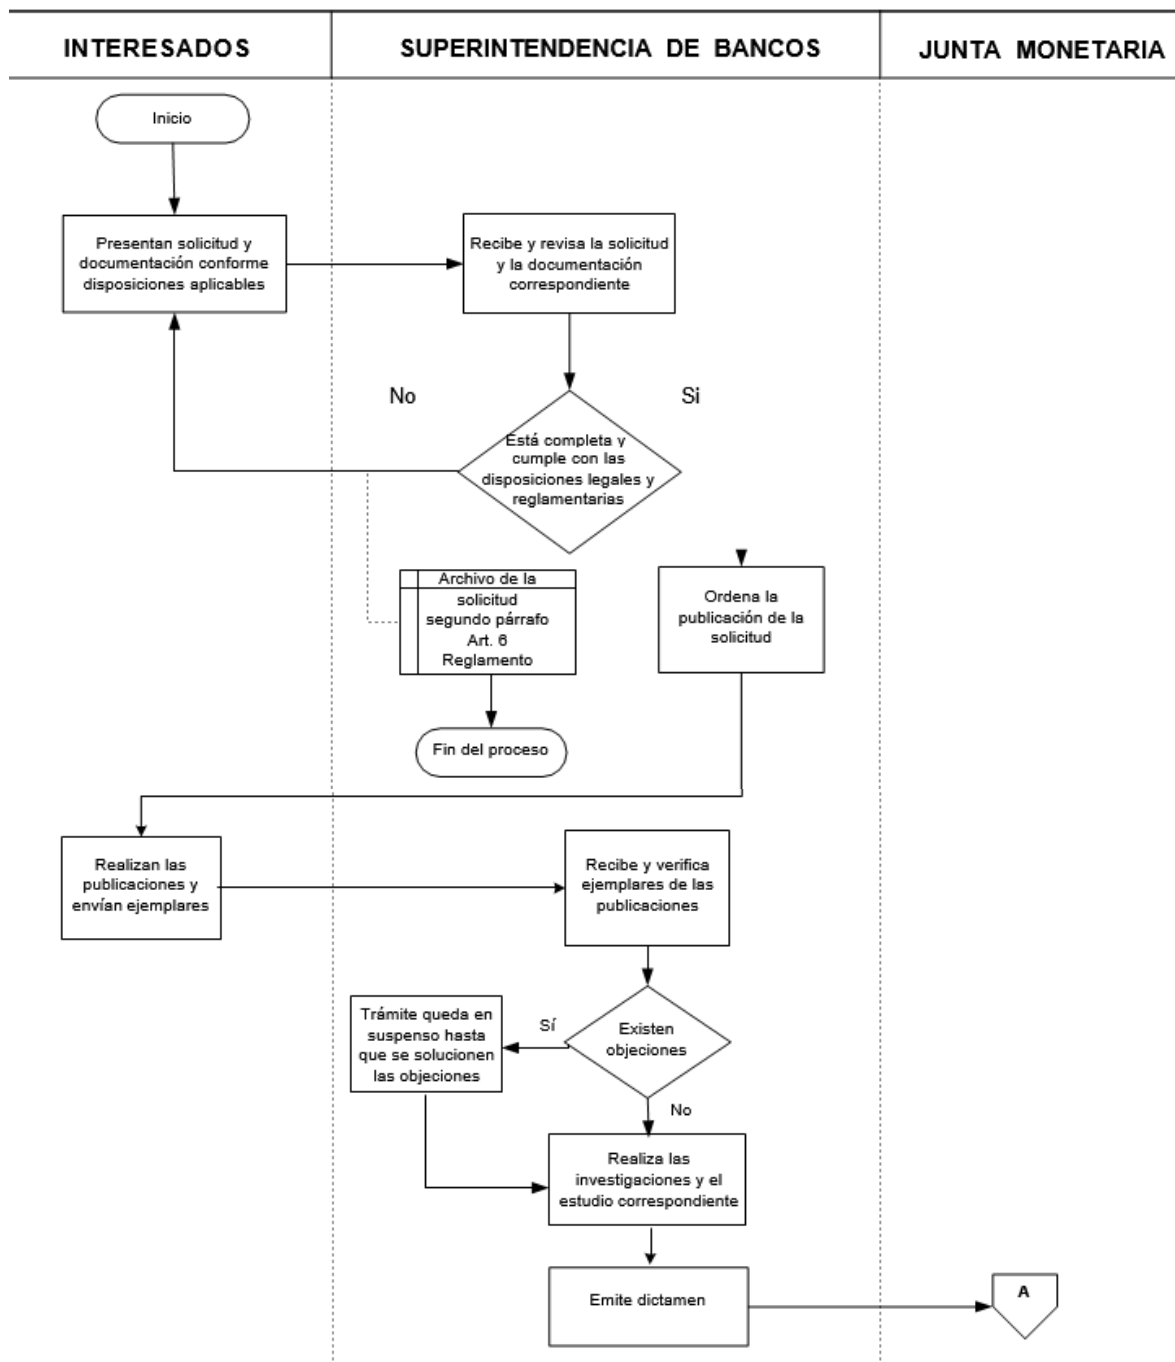 INTERESADOS
SUPERINTENDENCIA DE BANCOS
JUNTA MONETARIA
Inicio
Presentan solicitud y
documentación conforme
disposiciones aplicables
Recibe y revisa la solicitud
y la documentación
correspondiente
No
Si
Está completa y
cumple con las
disposiciones legales y
reglamentarias
Archivo de la
solicitud
segundo párrafo
Art. 6
Reglamento
Ordena la
publicación de la
solicitud
Fin del proceso
Realizan las
publicaciones y
envían ejemplares
Recibe y verifica
ejemplares de las
publicaciones
Trámite queda en
suspenso hasta
que se solucionen
las objeciones
Sí
Existen
objeciones
No
Realiza las
investigaciones y el
estudio correspondiente
Emite dictamen
A